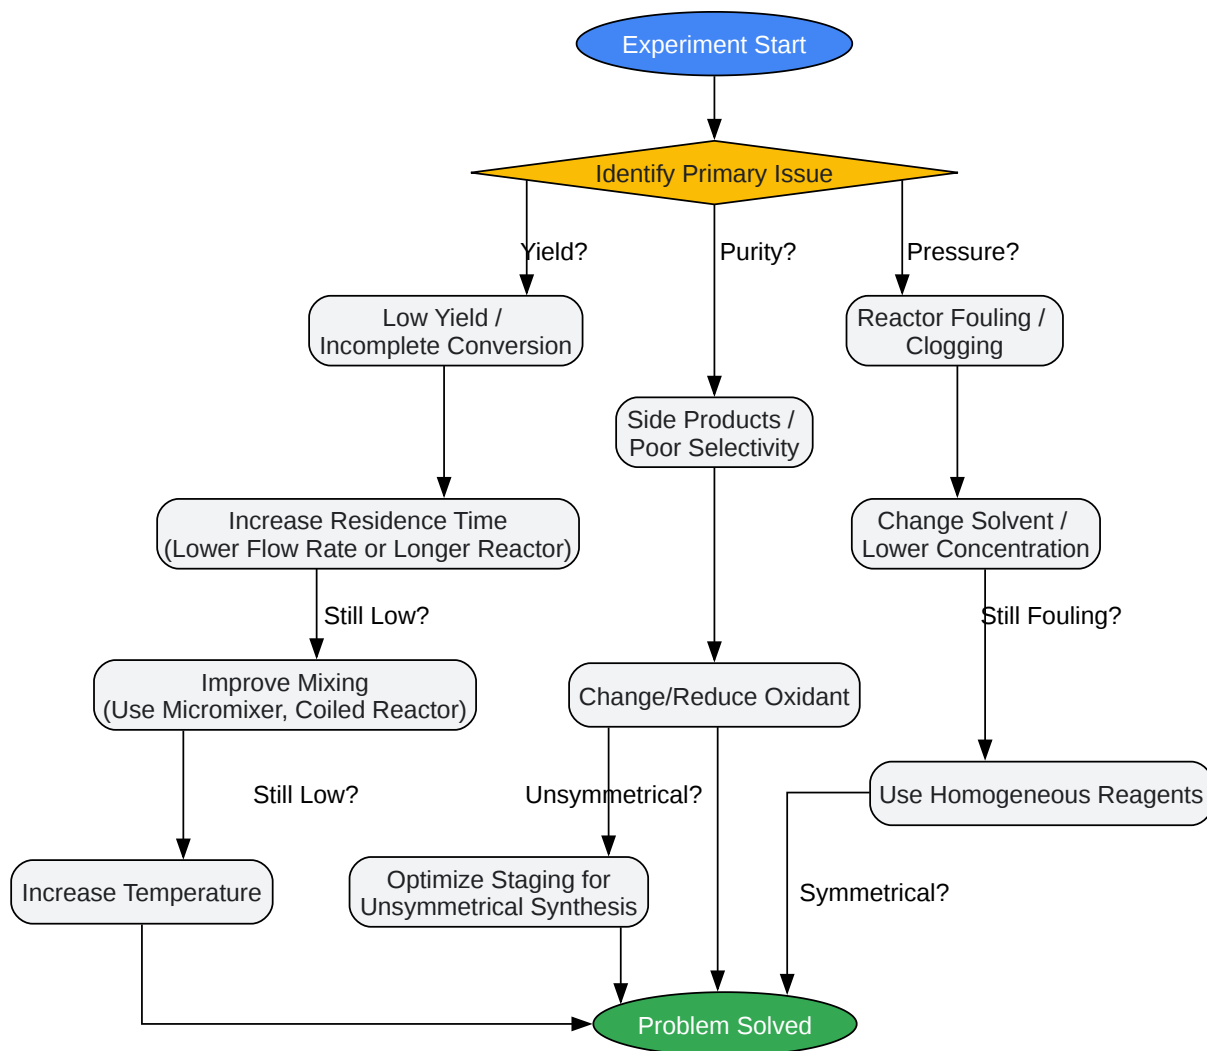 Experiment Start
Identify Primary Issue
Yield?
Purity?
Pressure?
Low Yield /
Incomplete Conversion
Reactor Fouling /
Clogging
Side Products /
Poor Selectivity
Increase Residence Time
(Lower Flow Rate or Longer Reactor)
Change Solvent /
Lower Concentration
Still Low?
Still Fouling?
Improve Mixing
(Use Micromixer, Coiled Reactor)
Change/Reduce Oxidant
Still Low?
Unsymmetrical?
Use Homogeneous Reagents
Increase Temperature
Optimize Staging for
Unsymmetrical Synthesis
Symmetrical?
Problem Solved